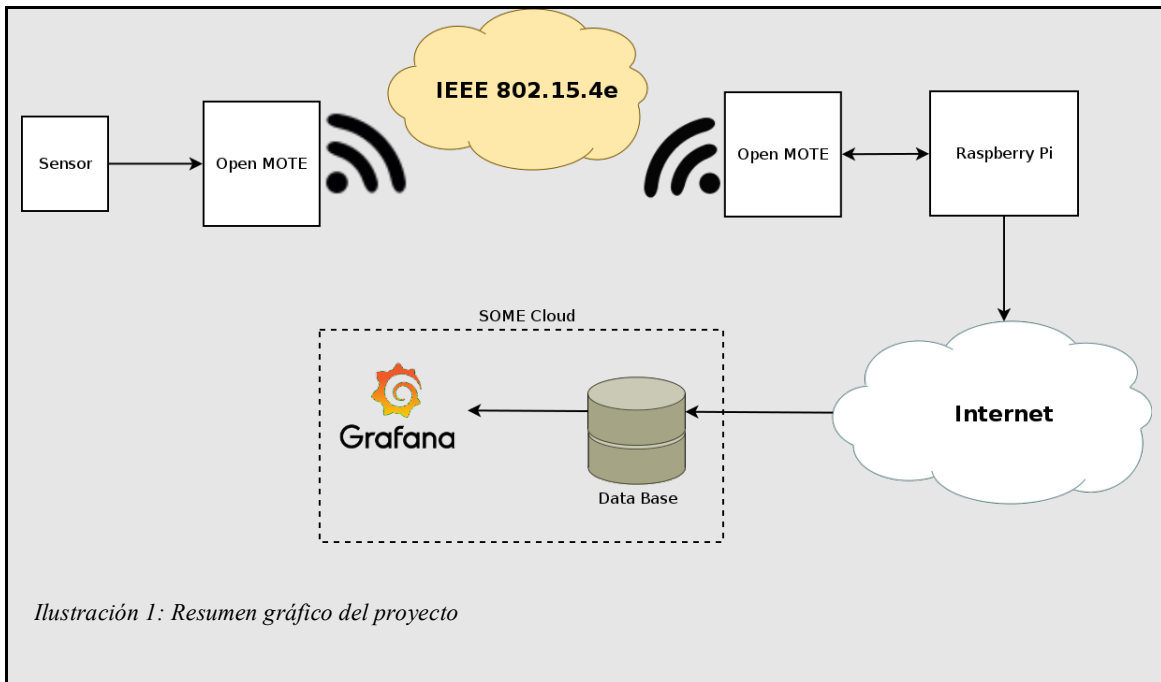 IEEE 802.15.4e
Sensor
Open MOTE
Open MOTE
Raspberry Pi
SOME Cloud
Grafana
Data Base
Internet
Ilustración 1: Resumen gráfico del proyecto